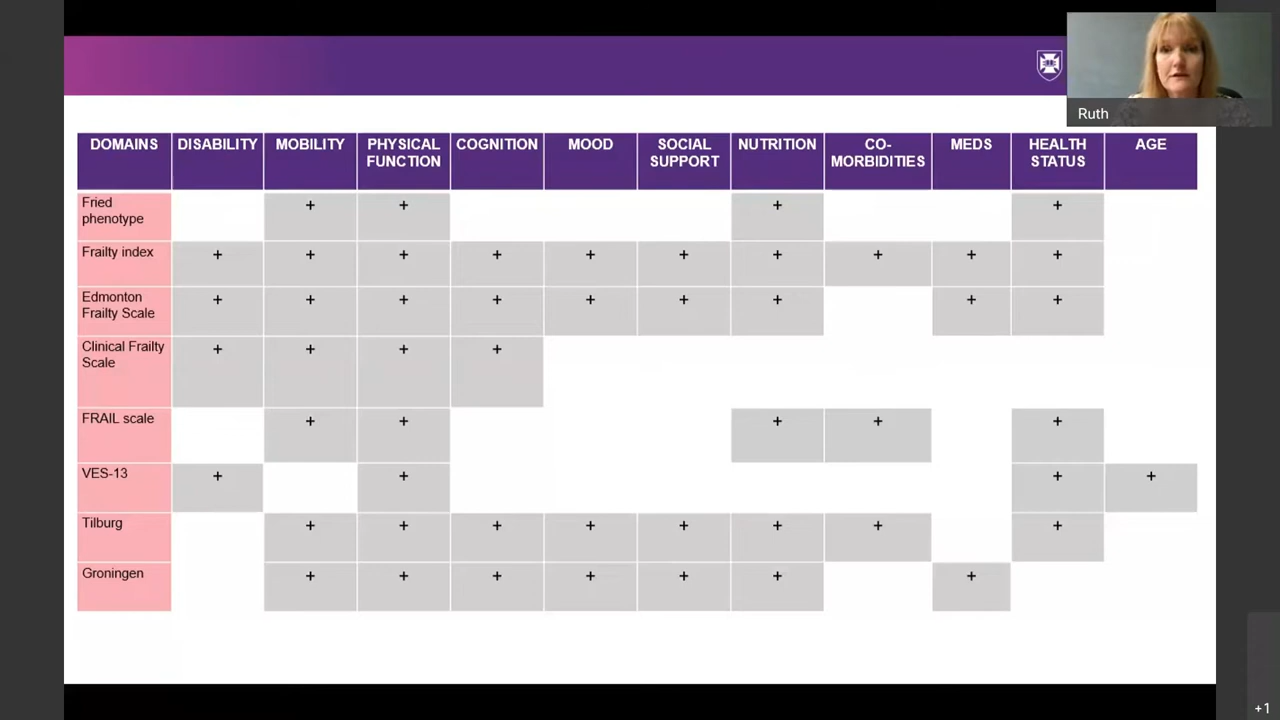 Ruth
DOMAINS DISABILITY MOBILITY PHYSICAL FUNCTION COGNITION MOOD SOCIAL SUPPORT NUTRITION CO-MORBIDITIES MEDS HEALTH STATUS AGE
Fried phenotype + + + +
Frailty index + + + + + + + + + +
Edmonton Frailty Scale + + + + + + + + +
Clinical Frailty Scale + + + +
FRAIL scale + + + + +
VES-13 + + + +
Tilburg + + + + + + + +
Groningen + + + + + + +
+1